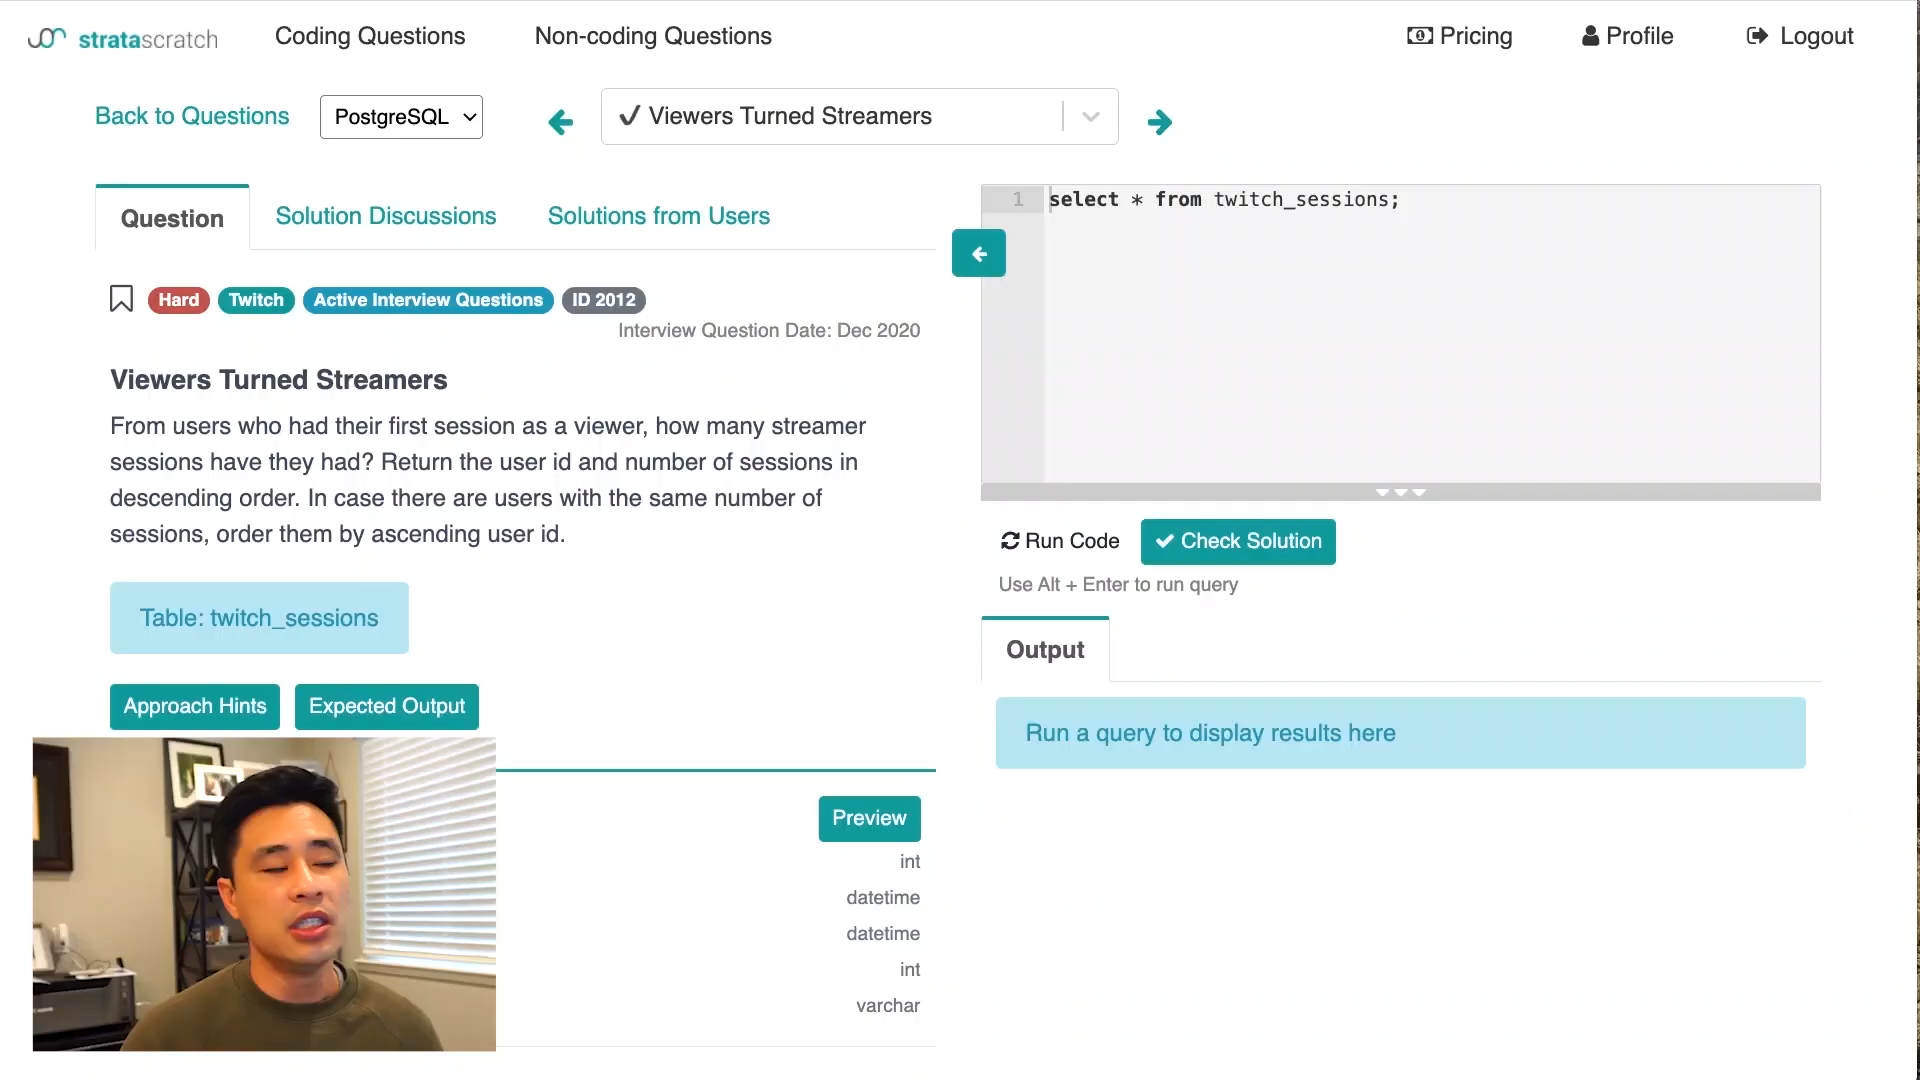 stratascratch
Coding Questions
Non-coding Questions
Pricing
Profile
Logout
Back to Questions
PostgreSQL
Viewers Turned Streamers
Question
Solution Discussions
Solutions from Users
Hard
Twitch
Active Interview Questions
ID 2012
Interview Question Date: Dec 2020
Viewers Turned Streamers
From users who had their first session as a viewer, how many streamer
sessions have they had? Return the user id and number of sessions in
descending order. In case there are users with the same number of
sessions, order them by ascending user id.
Table: twitch_sessions
Approach Hints
Expected Output
Preview
int
datetime
datetime
int
varchar
1 select * from twitch_sessions;
Run Code
Check Solution
Use Alt + Enter to run query
Output
Run a query to display results here